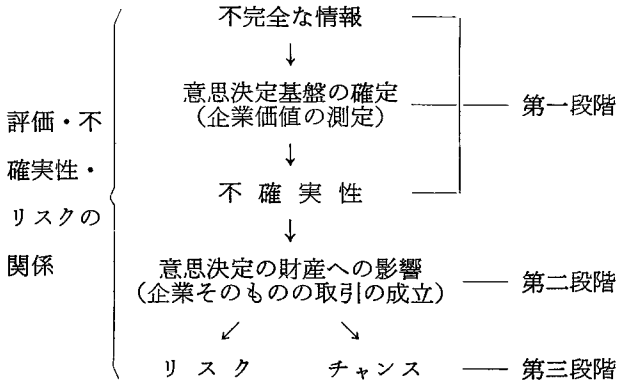 不完全な情報
↓
意思決定基盤の確定
(企業価値の測定)
第一段階
↓
不確実性
↓
意思決定の財産への影響
(企業そのものの取引の成立)
第二段階
↙ ↘
リスク チャンス
第三段階
評価・不
確実性・
リスクの
関係